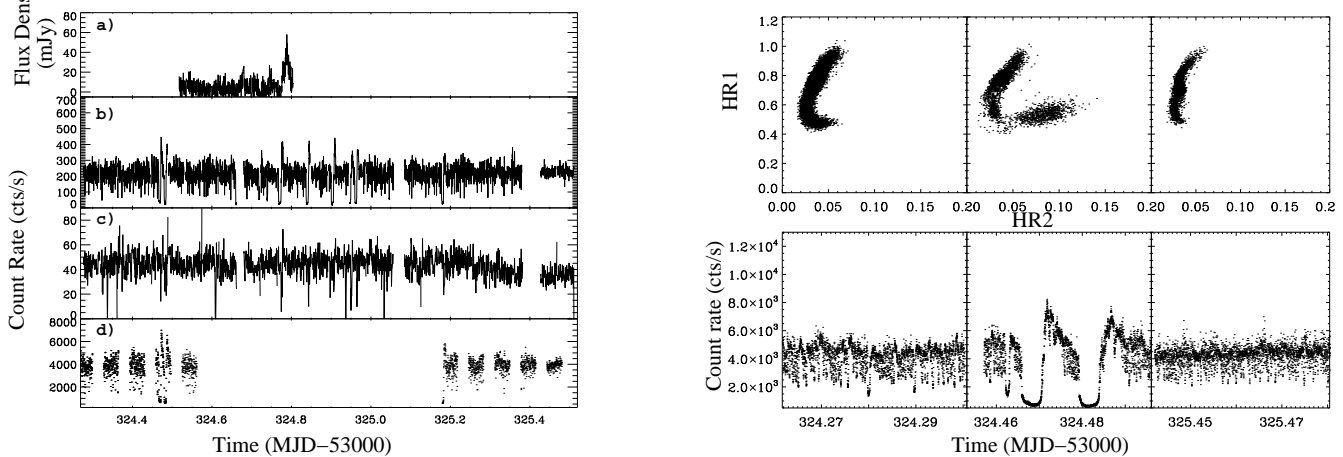 Flux Dens
(mJy)
a)
80
60
40
20
0
b)
700
600
500
400
300
200
100
0
c)
80
60
40
20
0
d)
8000
6000
4000
2000
Count Rate (cts/s)
324.4 324.6 324.8 325.0 325.2 325.4
Time (MJD−53000)
HR1
1.2
1.0
0.8
0.6
0.4
0.2
0.0
0.00 0.05 0.10 0.15 0.20 0.05 0.10 0.15 0.20 0.05 0.10 0.15 0.2
HR2
Count rate (cts/s)
1.2×10⁴
1.0×10⁴
8.0×10³
6.0×10³
4.0×10³
2.0×10³
324.27 324.29 324.46 324.48 325.45 325.47
Time (MJD−53000)